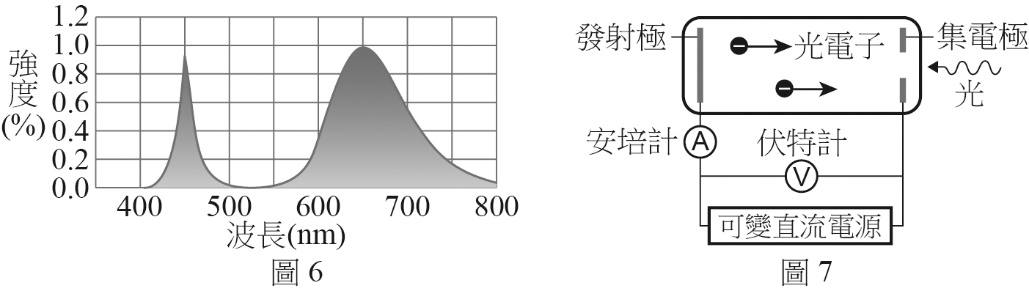 1.2
1.0
0.8
0.6
0.4
0.2
0.0
強度(%)
400 500 600 700 800
波長(nm)
圖 6
發射極
光電子
集電極
光
安培計
A
伏特計
V
可變直流電源
圖 7